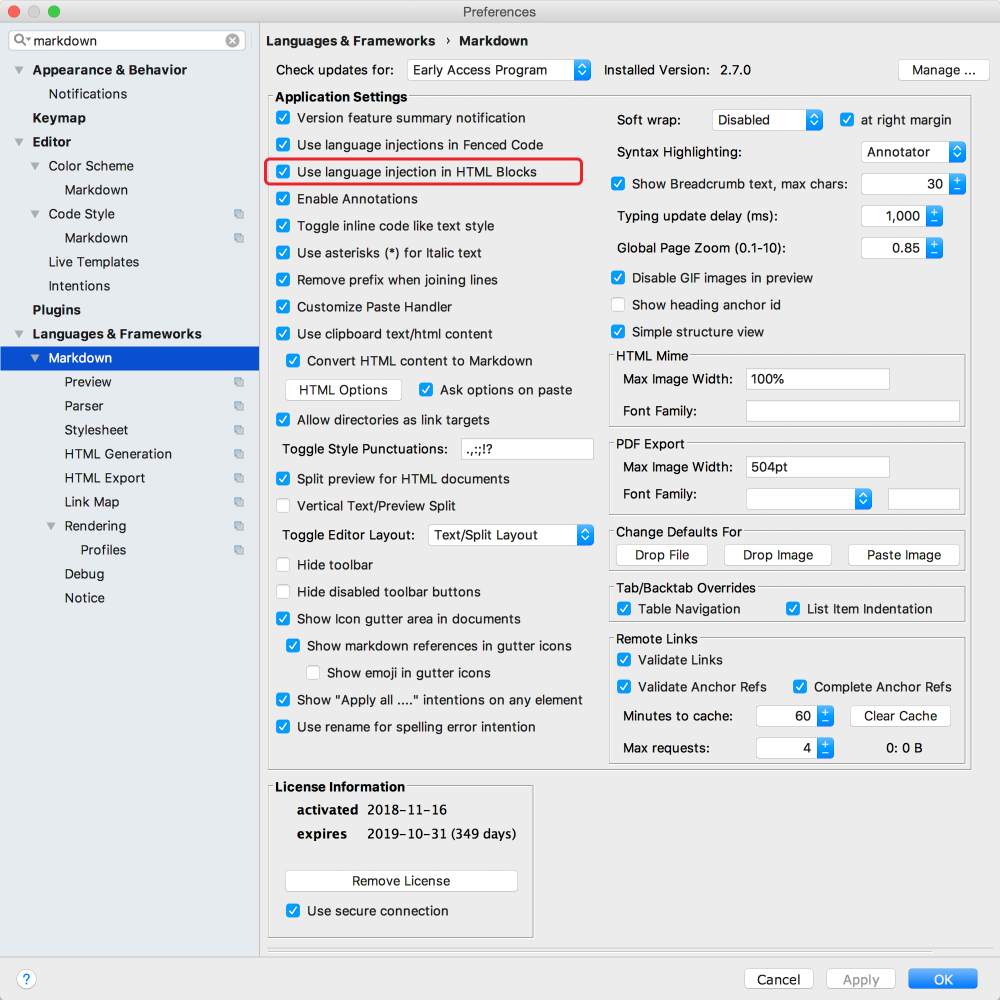 Preferences
markdown
Appearance & Behavior
Notifications
Keymap
Editor
Color Scheme
Markdown
Code Style
Markdown
Live Templates
Intentions
Plugins
Languages & Frameworks
Markdown
Preview
Parser
Stylesheet
HTML Generation
HTML Export
Link Map
Rendering
Profiles
Debug
Notice
Languages & Frameworks › Markdown
Check updates for: Early Access Program Installed Version: 2.7.0 Manage ...
Application Settings
Version feature summary notification
Use language injections in Fenced Code
Use language injection in HTML Blocks
Enable Annotations
Toggle inline code like text style
Use asterisks (*) for Italic text
Remove prefix when joining lines
Customize Paste Handler
Use clipboard text/html content
Convert HTML content to Markdown
HTML Options Ask options on paste
Allow directories as link targets
Toggle Style Punctuations: .,:;!?
Split preview for HTML documents
Vertical Text/Preview Split
Toggle Editor Layout: Text/Split Layout
Hide toolbar
Hide disabled toolbar buttons
Show Icon gutter area in documents
Show markdown references in gutter icons
Show emoji in gutter icons
Show "Apply all ...." intentions on any element
Use rename for spelling error intention
Soft wrap: Disabled at right margin
Syntax Highlighting: Annotator
Show Breadcrumb text, max chars: 30
Typing update delay (ms): 1,000
Global Page Zoom (0.1-10): 0.85
Disable GIF images in preview
Show heading anchor id
Simple structure view
HTML Mime
Max Image Width: 100%
Font Family:
PDF Export
Max Image Width: 504pt
Font Family:
Change Defaults For
Drop File Drop Image Paste Image
Tab/Backtab Overrides
Table Navigation List Item Indentation
Remote Links
Validate Links
Validate Anchor Refs Complete Anchor Refs
Minutes to cache: 60 Clear Cache
Max requests: 4 0: 0 B
License Information
activated 2018-11-16
expires 2019-10-31 (349 days)
Remove License
Use secure connection
? Cancel Apply OK